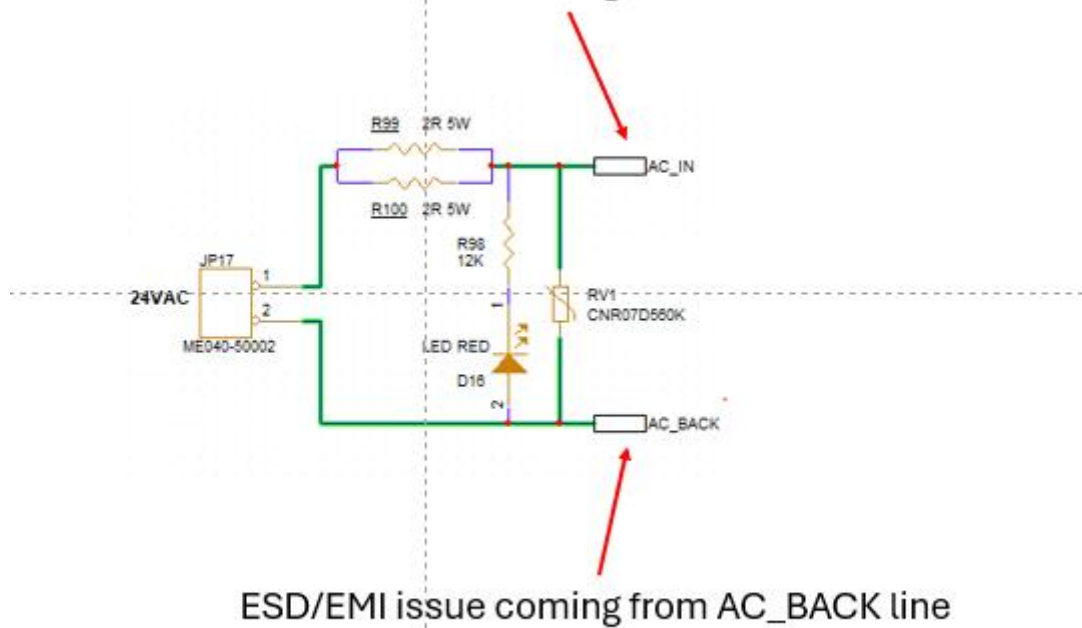 R99 2R 5W
AC_IN
R100 2R 5W
R98
12K
JP17
1
24VAC
2
ME040-50002
RV1
CNR07D560K
1
LED RED
D16
2
AC_BACK
ESD/EMI issue coming from AC_BACK line